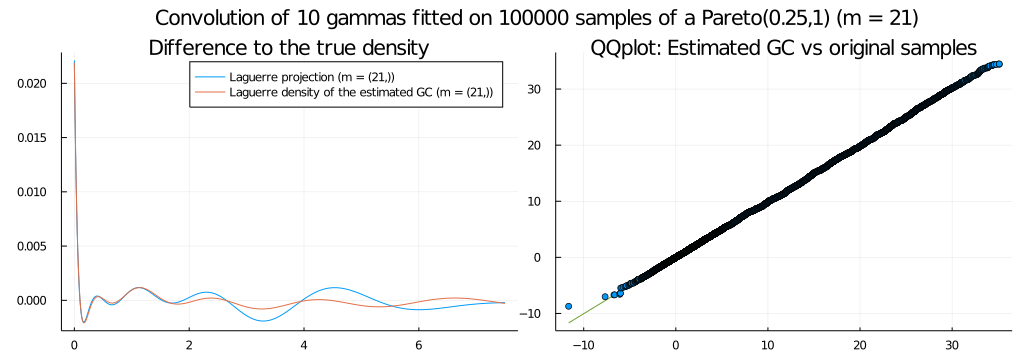 Convolution of 10 gammas fitted on 100000 samples of a Pareto(0.25,1) (m = 21)
Difference to the true density
Laguerre projection (m = (21,))
Laguerre density of the estimated GC (m = (21,))
0.020
0.015
0.010
0.005
0.000
0 2 4 6
QQplot: Estimated GC vs original samples
30
20
10
0
−10
−10 0 10 20 30